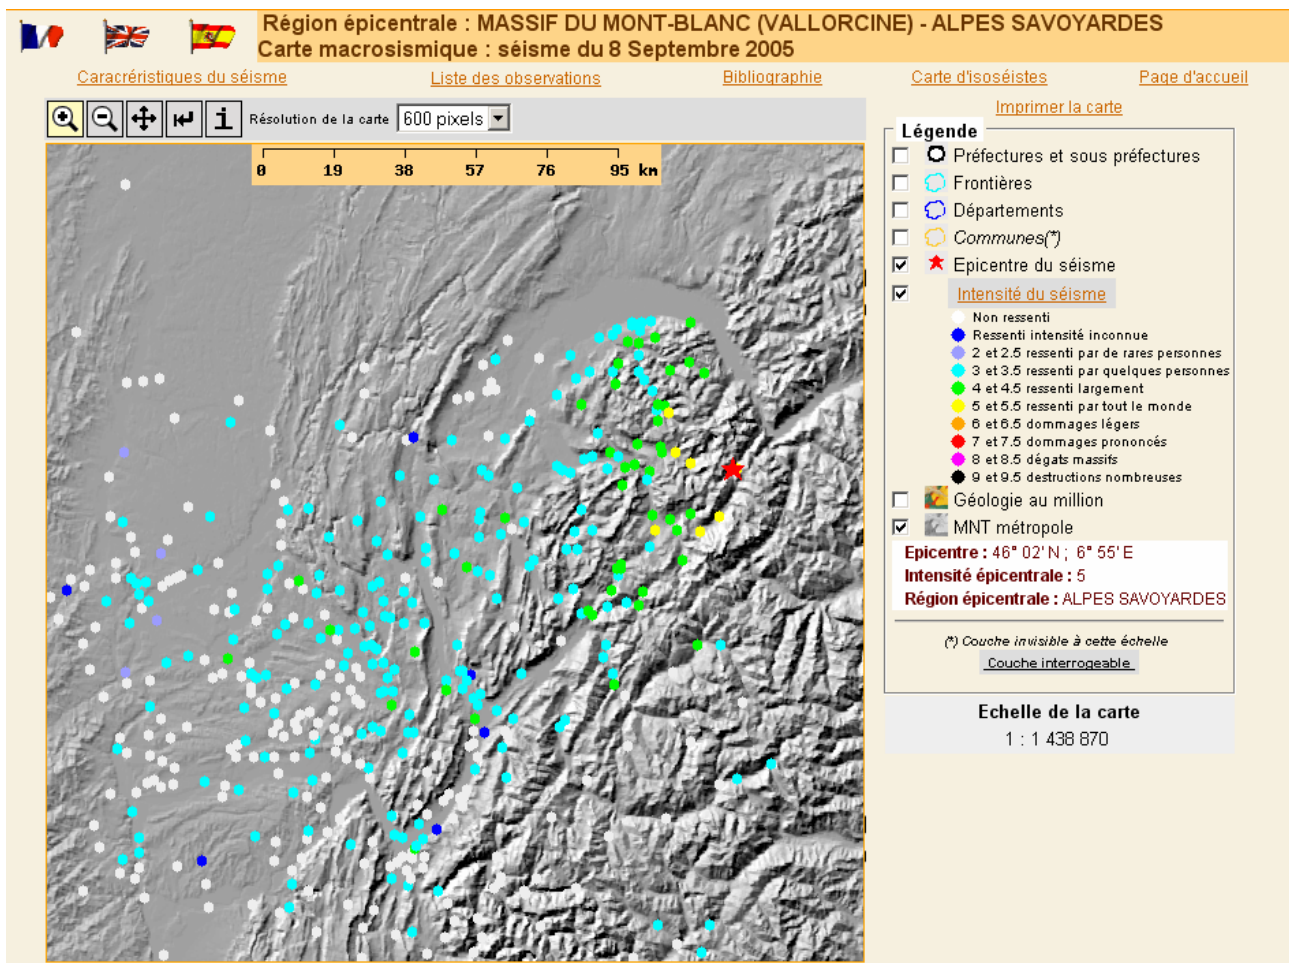 Région épicentrale : MASSIF DU MONT-BLANC (VALLORCINE) - ALPES SAVOYARDES
Carte macrosismique : séisme du 8 Septembre 2005
Caracréristiques du séisme
Liste des observations
Bibliographie
Carte d'isoséistes
Page d'accueil
Imprimer la carte
Résolution de la carte 600 pixels
0 19 38 57 76 95 km
Légende
Préfectures et sous préfectures
Frontières
Départements
Communes(*)
Epicentre du séisme
Intensité du séisme
Non ressenti
Ressenti intensité inconnue
2 et 2.5 ressenti par de rares personnes
3 et 3.5 ressenti par quelques personnes
4 et 4.5 ressenti largement
5 et 5.5 ressenti par tout le monde
6 et 6.5 dommages légers
7 et 7.5 dommages prononcés
8 et 8.5 dégats massifs
9 et 9.5 destructions nombreuses
Géologie au million
MNT métropole
Epicentre : 46° 02' N ; 6° 55' E
Intensité épicentrale : 5
Région épicentrale : ALPES SAVOYARDES
(*) Couche invisible à cette échelle
Couche interrogeable
Echelle de la carte
1 : 1 438 870